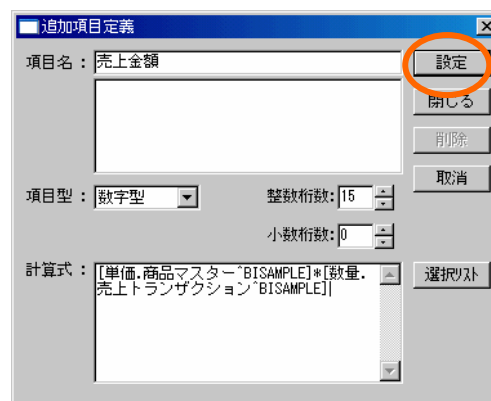 追加項目定義
項目名： 売上金額 設定
閉じる
削除
取消
項目型： 数字型 整数桁数： 15
小数桁数： 0
計算式： [単価.商品マスター^BISAMPLE]*[数量. 選択リスト
売上トランザクション^BISAMPLE]